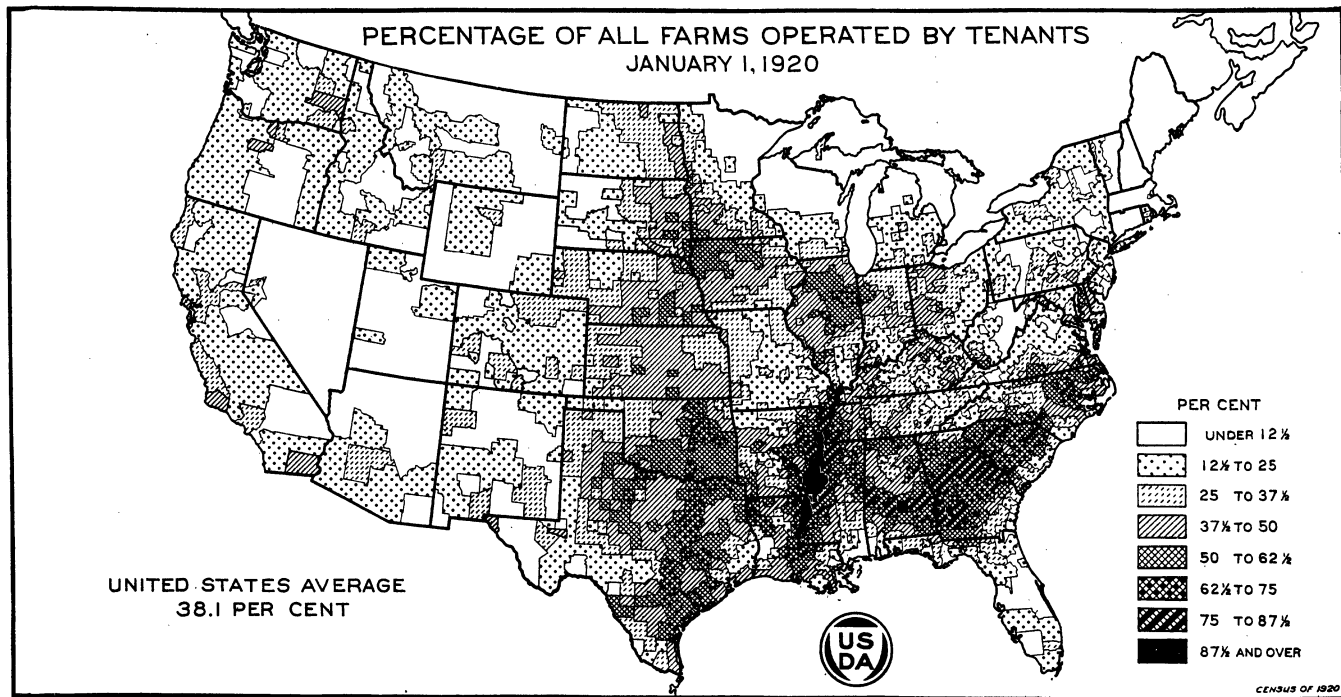 PERCENTAGE OF ALL FARMS OPERATED BY TENANTS
JANUARY 1, 1920
UNITED STATES AVERAGE
38.1 PER CENT
US
DA
PER CENT
UNDER 12½
12½ TO 25
25 TO 37½
37½ TO 50
50 TO 62½
62½ TO 75
75 TO 87½
87½ AND OVER
CENSUS OF 1920